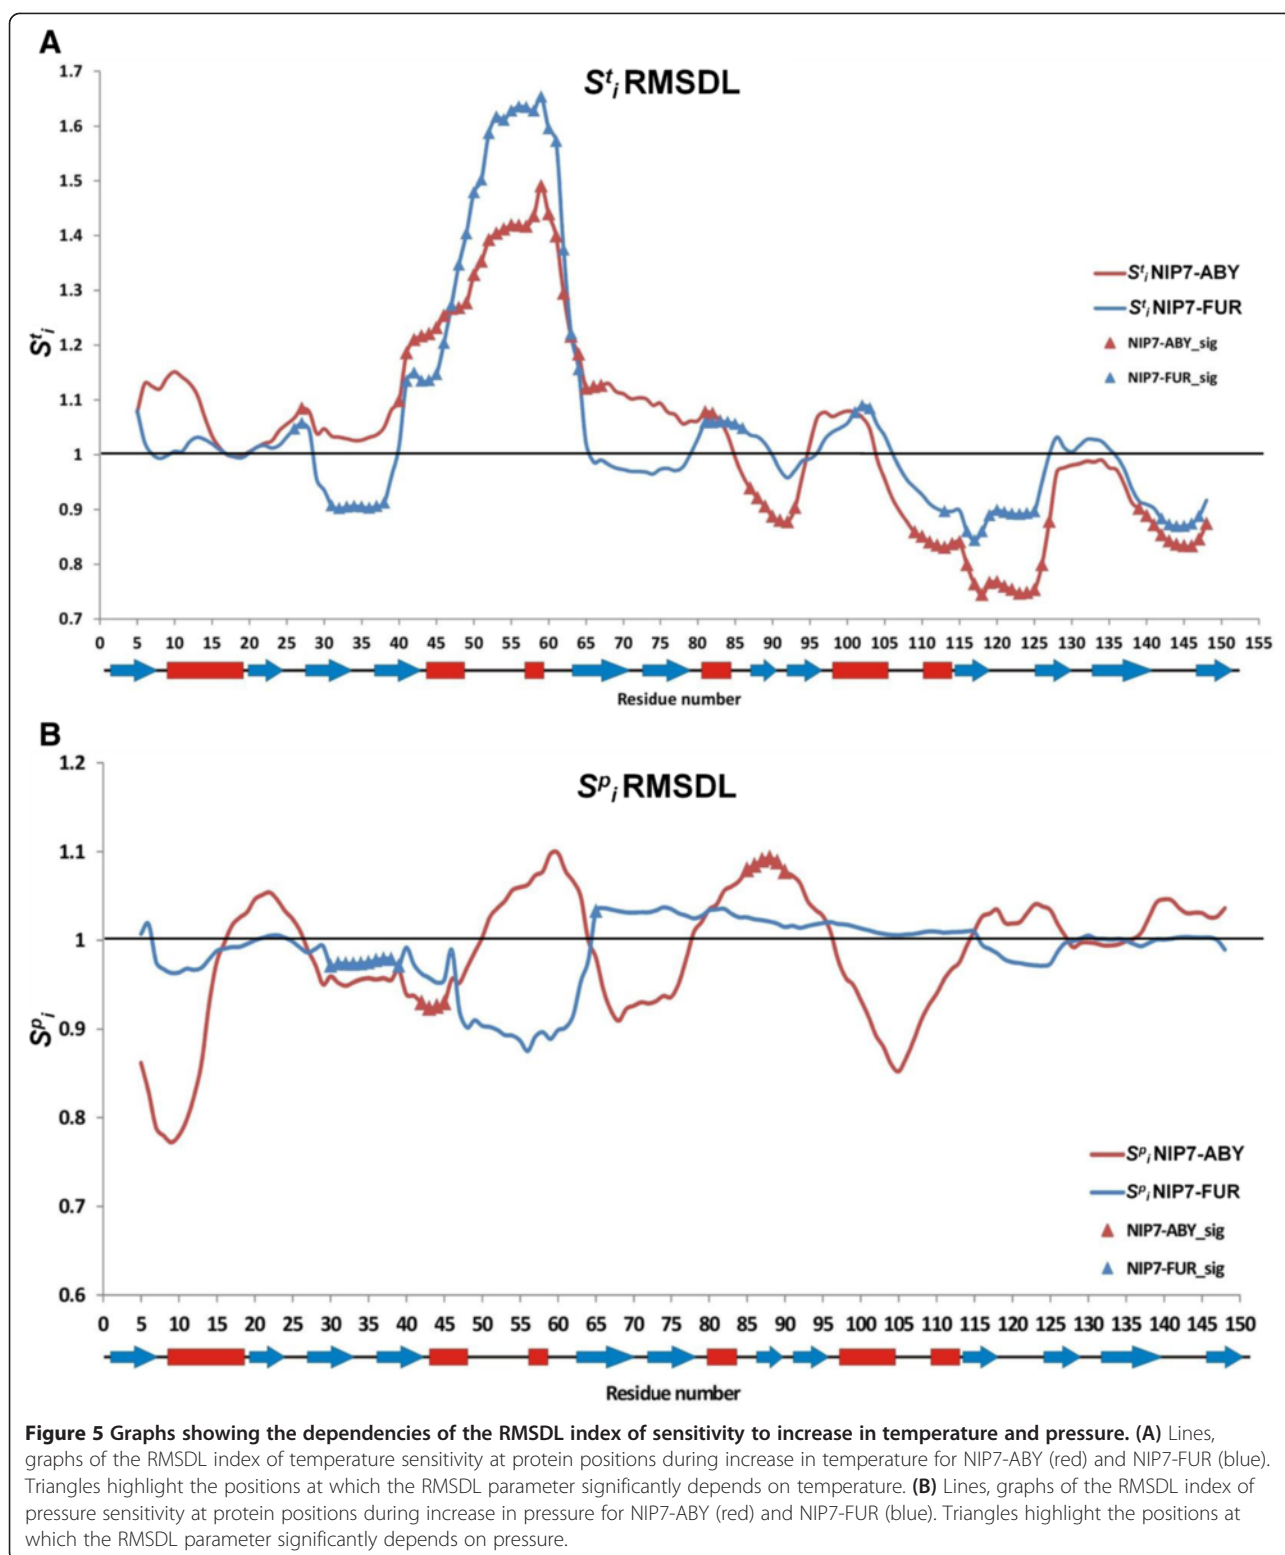 A
S^t_i RMSDL
1.7
1.6
1.5
1.4
1.3
1.2
1.1
1
0.9
0.8
0.7
S^t_i
S^t_i NIP7-ABY
S^t_i NIP7-FUR
NIP7-ABY_sig
NIP7-FUR_sig
0 5 10 15 20 25 30 35 40 45 50 55 60 65 70 75 80 85 90 95 100 105 110 115 120 125 130 135 140 145 150 155
Residue number
B
S^p_i RMSDL
1.2
1.1
1
0.9
0.8
0.7
0.6
S^p_i
S^p_i NIP7-ABY
S^p_i NIP7-FUR
NIP7-ABY_sig
NIP7-FUR_sig
0 5 10 15 20 25 30 35 40 45 50 55 60 65 70 75 80 85 90 95 100 105 110 115 120 125 130 135 140 145 150
Residue number
Figure 5 Graphs showing the dependencies of the RMSDL index of sensitivity to increase in temperature and pressure. (A) Lines,
graphs of the RMSDL index of temperature sensitivity at protein positions during increase in temperature for NIP7-ABY (red) and NIP7-FUR (blue).
Triangles highlight the positions at which the RMSDL parameter significantly depends on temperature. (B) Lines, graphs of the RMSDL index of
pressure sensitivity at protein positions during increase in pressure for NIP7-ABY (red) and NIP7-FUR (blue). Triangles highlight the positions at
which the RMSDL parameter significantly depends on pressure.